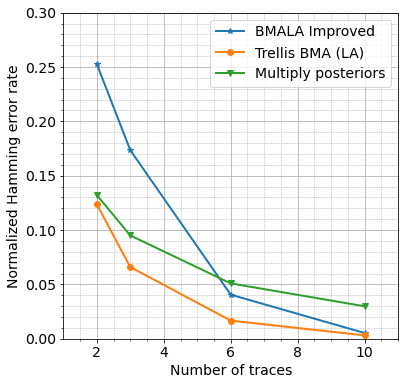 0.30
0.25
0.20
0.15
0.10
0.05
0.00
Normalized Hamming error rate
BMALA Improved
Trellis BMA (LA)
Multiply posteriors
2 4 6 8 10
Number of traces